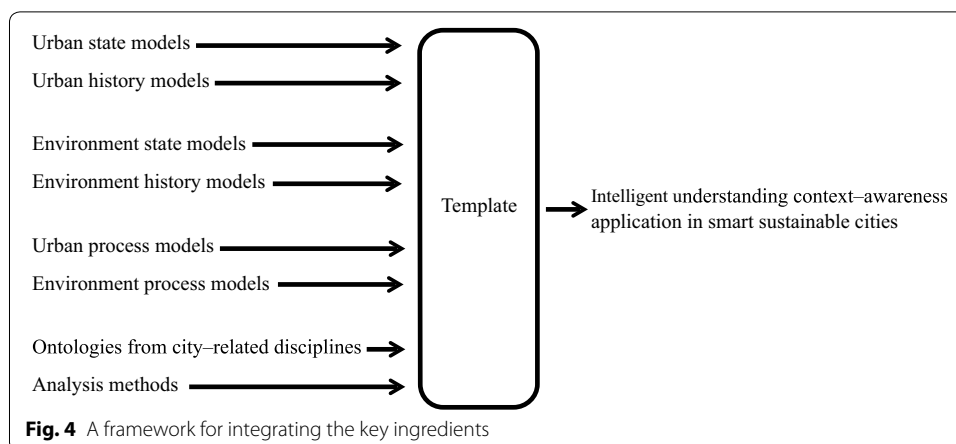 Urban state models
Urban history models
Environment state models
Environment history models
Urban process models
Environment process models
Ontologies from city–related disciplines
Analysis methods
Template
Intelligent understanding context–awareness
application in smart sustainable cities
Fig. 4 A framework for integrating the key ingredients